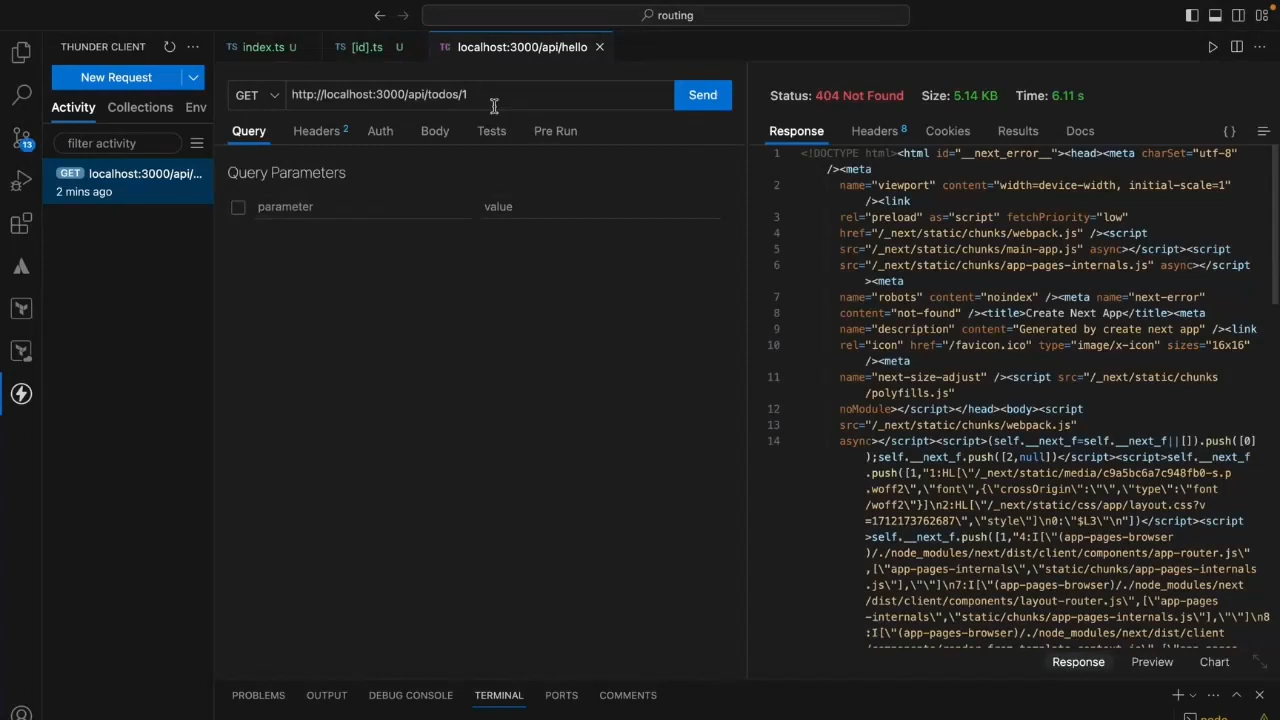 routing
THUNDER CLIENT
New Request
Activity Collections Env
filter activity
GET localhost:3000/api/...
2 mins ago
13
TS index.ts U
TS [id].ts U
TC localhost:3000/api/hello
GET http://localhost:3000/api/todos/1 Send
Query Headers 2 Auth Body Tests Pre Run
Query Parameters
parameter value
Status: 404 Not Found Size: 5.14 KB Time: 6.11 s
Response Headers 8 Cookies Results Docs { }
1 <!DOCTYPE html><html id="__next_error__"><head><meta charSet="utf-8"
/><meta
2 name="viewport" content="width=device-width, initial-scale=1"
/><link
3 rel="preload" as="script" fetchPriority="low"
4 href="/_next/static/chunks/webpack.js" /><script
5 src="/_next/static/chunks/main-app.js" async></script><script
6 src="/_next/static/chunks/app-pages-internals.js" async></script
><meta
7 name="robots" content="noindex" /><meta name="next-error"
8 content="not-found" /><title>Create Next App</title><meta
9 name="description" content="Generated by create next app" /><link
10 rel="icon" href="/favicon.ico" type="image/x-icon" sizes="16x16"
/><meta
11 name="next-size-adjust" /><script src="/_next/static/chunks
/polyfills.js"
12 noModule></script></head><body><script
13 src="/_next/static/chunks/webpack.js"
14 async></script><script>(self.__next_f=self.__next_f||[]).push([0]
);self.__next_f.push([2,null])</script><script>self.__next_f
.push([1,"1:HL[\"/_next/static/media/c9a5bc6a7c948fb0-s.p
.woff2\",\"font\",{\"crossOrigin\":\"\",\"type\":\"font
/woff2\"}]\n2:HL[\"/_next/static/css/app/layout.css?v
=1712173762687\",\"style\"]\n0:\"$L3\"\n"])</script><script
>self.__next_f.push([1,"4:I[\"(app-pages-browser
)/./node_modules/next/dist/client/components/app-router.js\"
,[\"app-pages-internals\",\"static/chunks/app-pages-internals
.js\"],\"\"]\n7:I[\"(app-pages-browser)/./node_modules/next
/dist/client/components/layout-router.js\",[\"app-pages
-internals\",\"static/chunks/app-pages-internals.js\"],\"\"]\n8
:I[\"(app-pages-browser)/./node_modules/next/dist/client
Response Preview Chart
PROBLEMS OUTPUT DEBUG CONSOLE TERMINAL PORTS COMMENTS
node